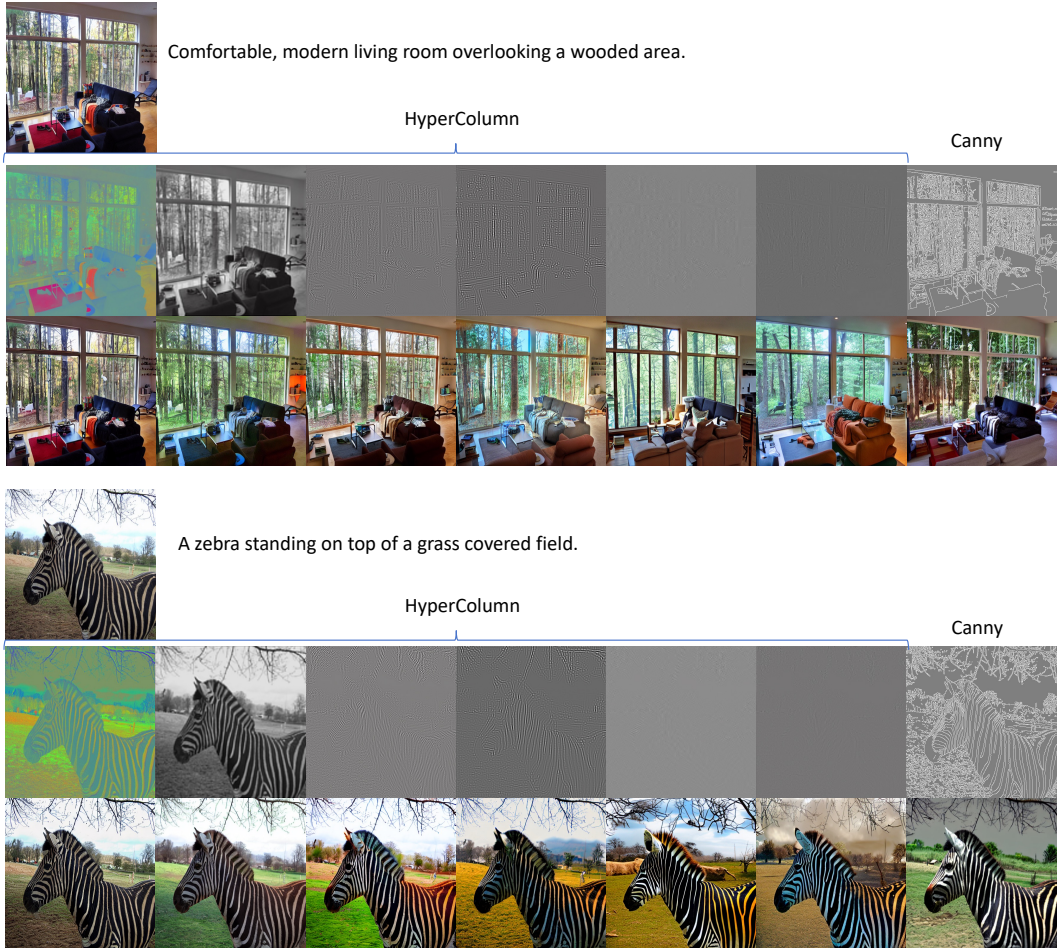 Comfortable, modern living room overlooking a wooded area.
HyperColumn
Canny
A zebra standing on top of a grass covered field.
HyperColumn
Canny